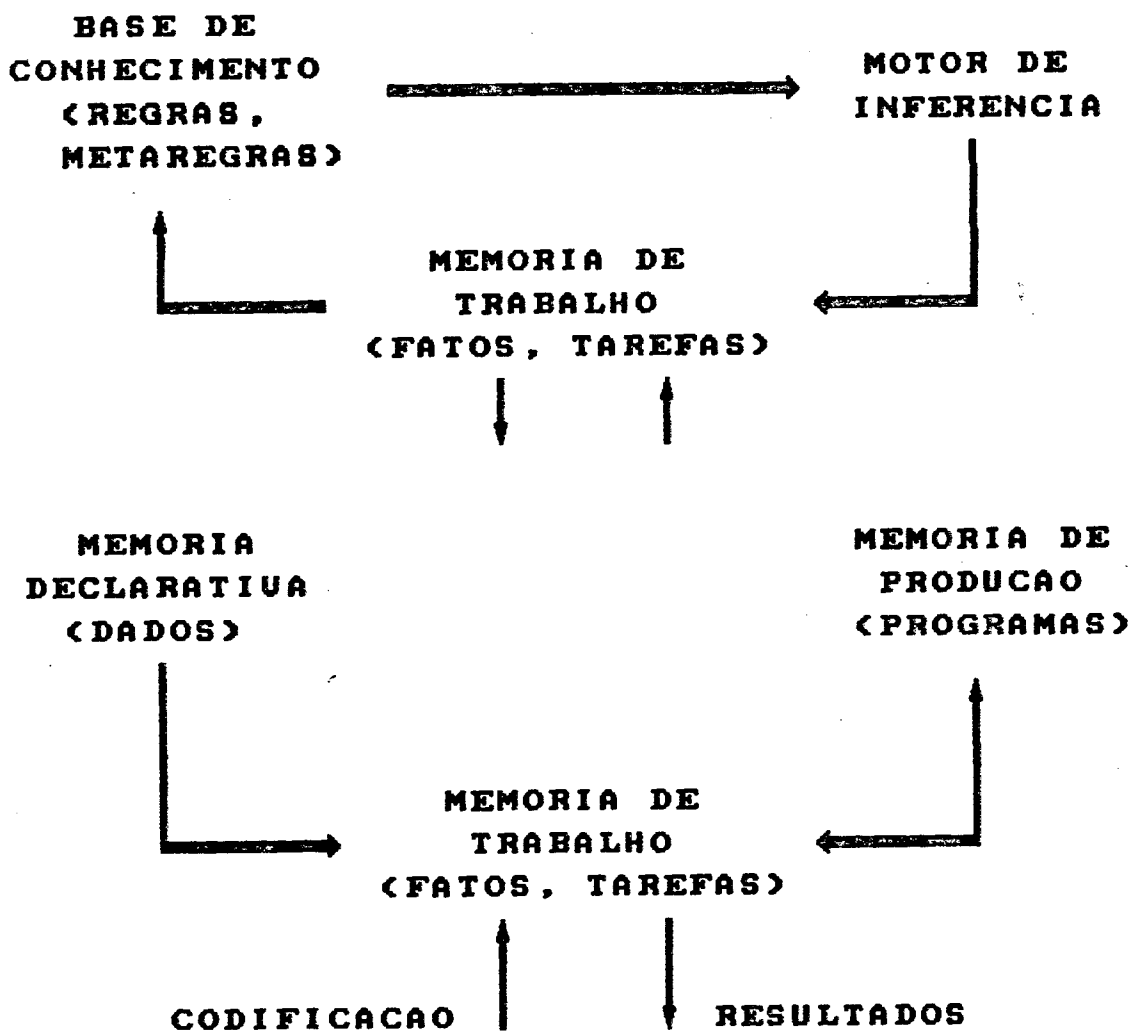 BASE DE
CONHECIMENTO
(REGRAS,
METAREGRAS)
MOTOR DE
INFERENCIA
MEMORIA DE
TRABALHO
(FATOS, TAREFAS)
MEMORIA
DECLARATIVA
(DADOS)
MEMORIA DE
PRODUCAO
(PROGRAMAS)
MEMORIA DE
TRABALHO
(FATOS, TAREFAS)
CODIFICACAO
RESULTADOS